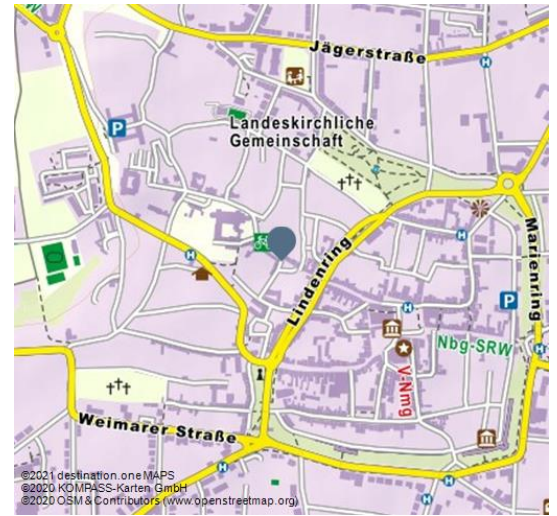 Jägerstraße
H
P
Landeskirchliche
Gemeinschaft
Lindenring
Marienring
H
H
H
P
Nbg-SRW
V-Nmg
H
H
Weimarer Straße
H
H
H
©2021 destination.one MAPS
©2020 KOMPASS-Karten GmbH
©2020 OSM & Contributors (www.openstreetmap.org)